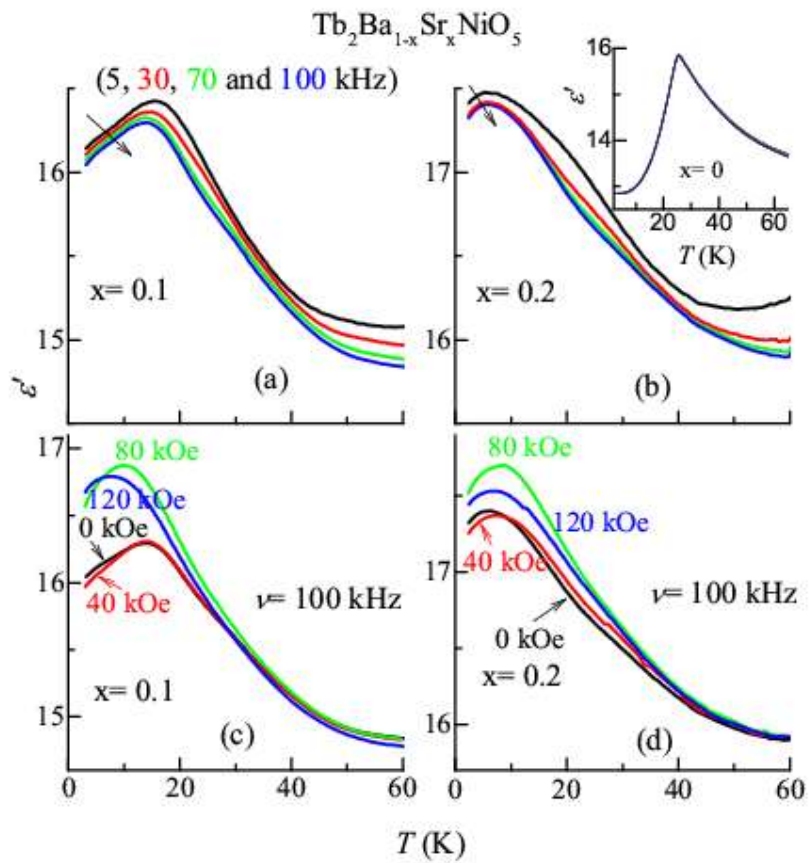 Tb₂Ba₁₋ₓSrₓNiO₅
(5, 30, 70 and 100 kHz)
16
15
ε′
x= 0.1
(a)
17
16
x= 0.2
(b)
16
14
ε′
x= 0
20 40 60
T (K)
17
16
15
80 kOe
120 kOe
0 kOe
40 kOe
ν= 100 kHz
x= 0.1
(c)
0 20 40 60
17
16
80 kOe
120 kOe
40 kOe
ν= 100 kHz
0 kOe
x= 0.2
(d)
0 20 40 60
T (K)